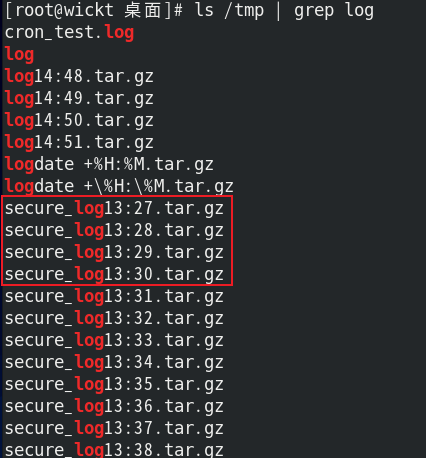 [root@wickt 桌面]# ls /tmp | grep log
cron_test.log
log
log14:48.tar.gz
log14:49.tar.gz
log14:50.tar.gz
log14:51.tar.gz
logdate +%H:%M.tar.gz
logdate +\%H:\%M.tar.gz
secure_log13:27.tar.gz
secure_log13:28.tar.gz
secure_log13:29.tar.gz
secure_log13:30.tar.gz
secure_log13:31.tar.gz
secure_log13:32.tar.gz
secure_log13:33.tar.gz
secure_log13:34.tar.gz
secure_log13:35.tar.gz
secure_log13:36.tar.gz
secure_log13:37.tar.gz
secure_log13:38.tar.gz